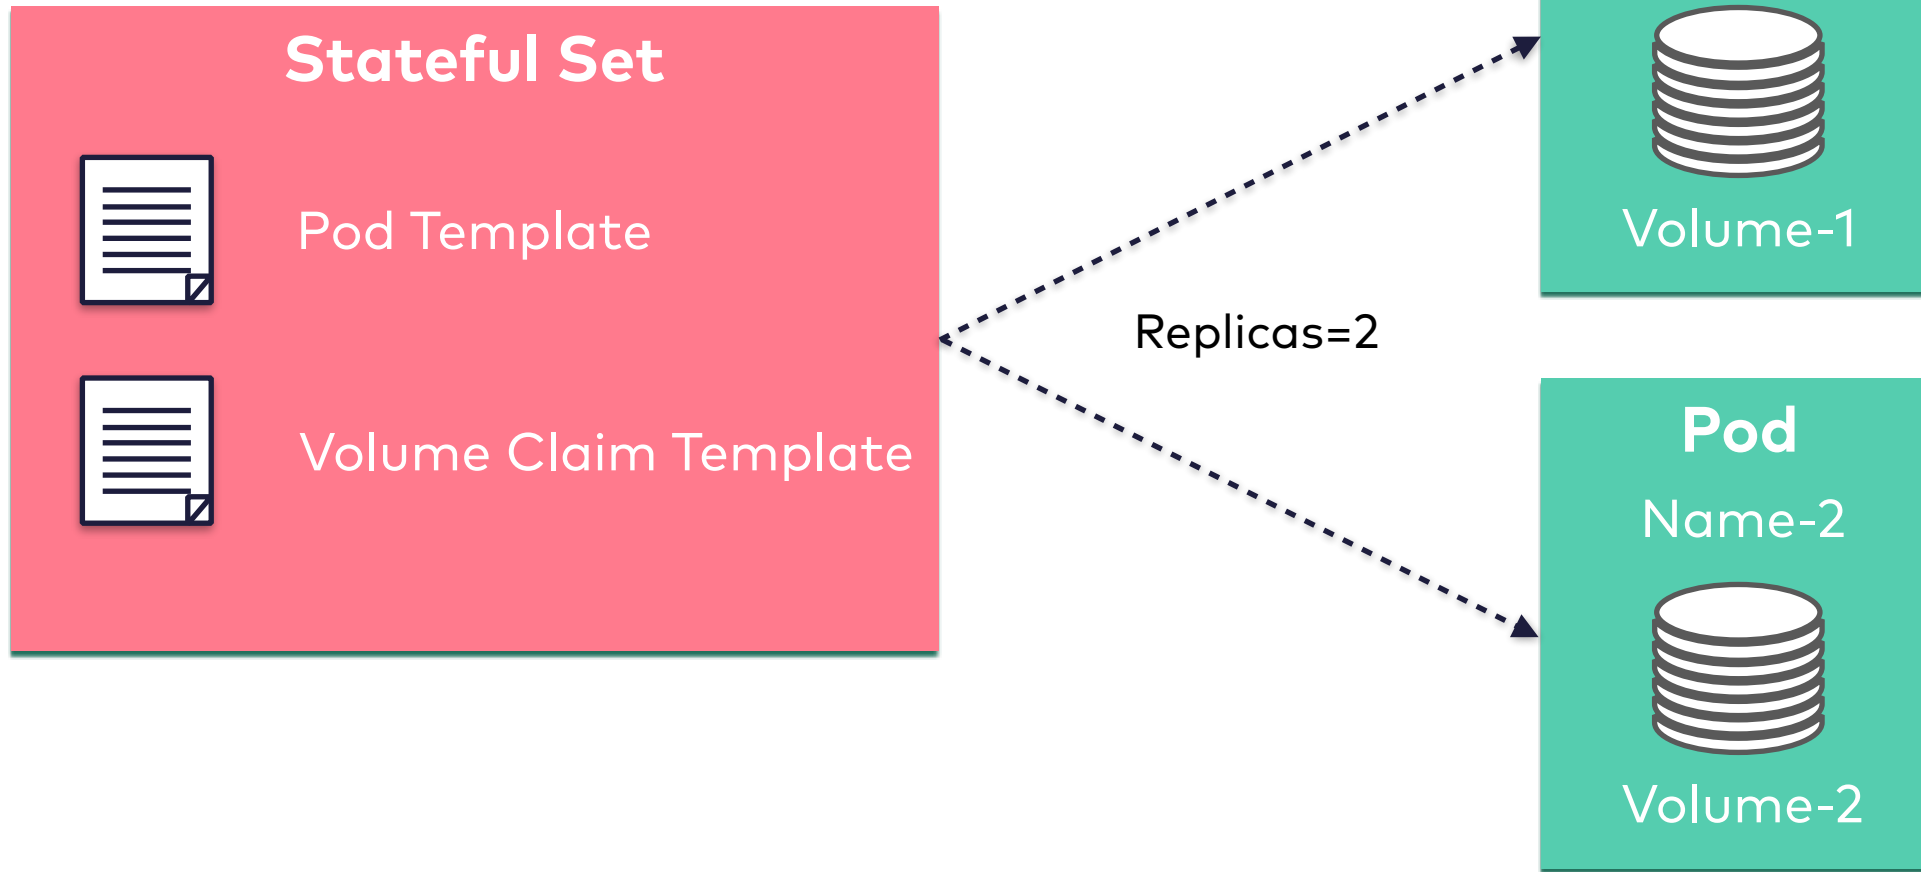 Stateful Set
Pod Template
Volume Claim Template
Replicas=2
Volume-1
Pod
Name-2
Volume-2